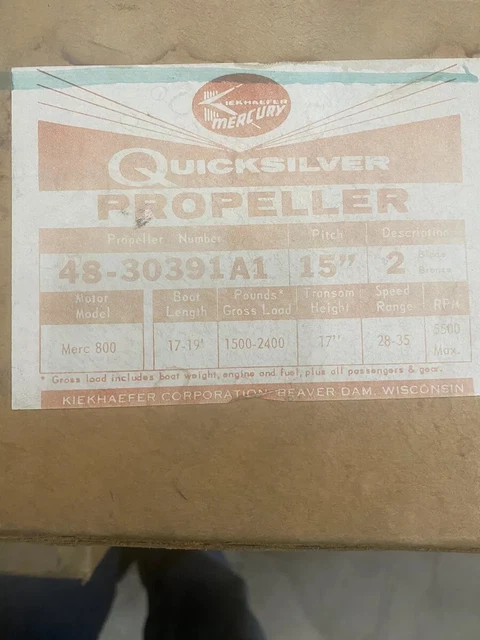 KIEKHAEFER
MERCURY
QUICKSILVER
PROPELLER
Propeller Number Pitch Description
48-30391A1 15" 2 Blade Bronze
Motor Model Boat Length Pounds* Gross Load Transom Height Speed Range RPM
Merc 800 17-19' 1500-2400 17" 28-35 5500 Max.
* Gross load includes boat weight, engine and fuel, plus all passengers & gear.
KIEKHAEFER CORPORATION, BEAVER DAM, WISCONSIN